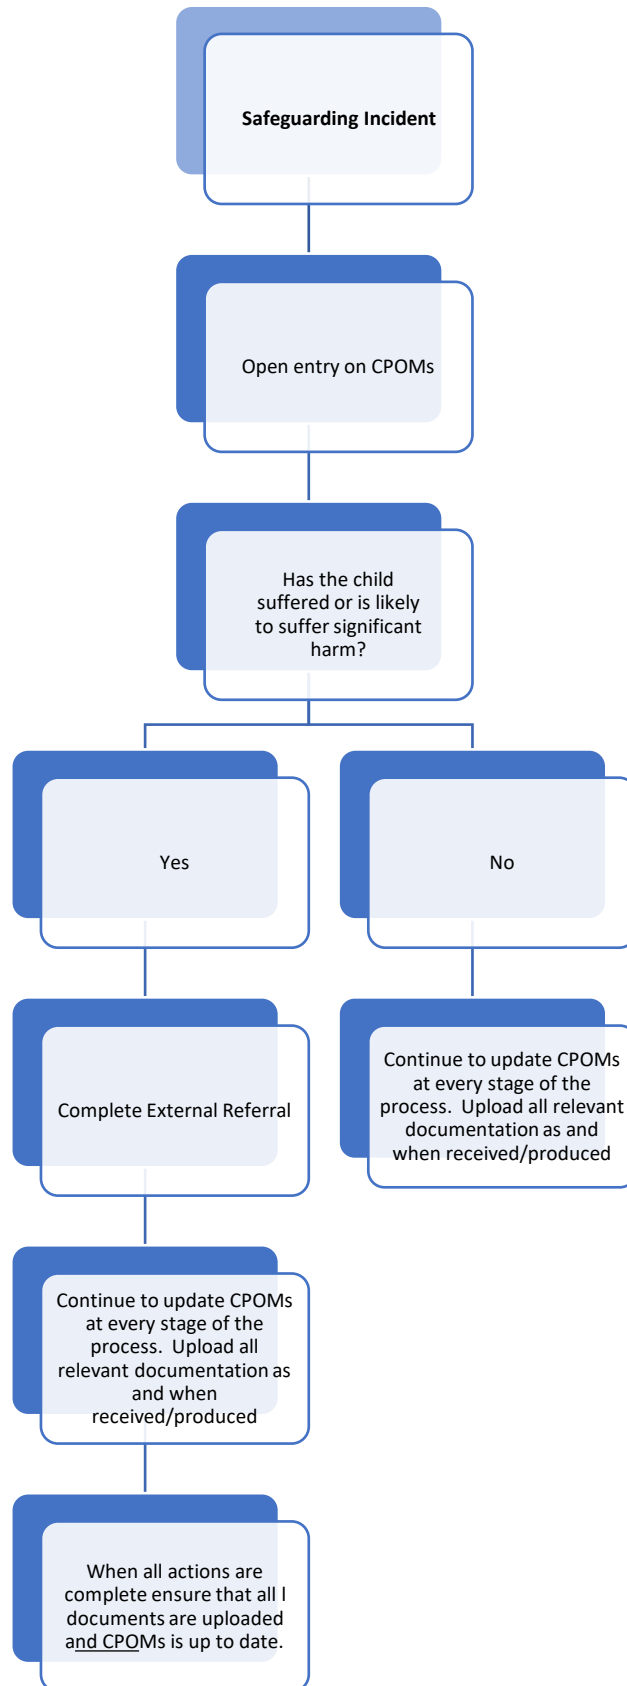 Safeguarding Incident
Open entry on CPOMs
Has the child
suffered or is likely
to suffer significant
harm?
Yes
No
Complete External Referral
Continue to update CPOMs
at every stage of the
process.  Upload all relevant
documentation as and
when received/produced
Continue to update CPOMs
at every stage of the
process.  Upload all
relevant documentation as
and when
received/produced
When all actions are
complete ensure that all l
documents are uploaded
and CPOMs is up to date.